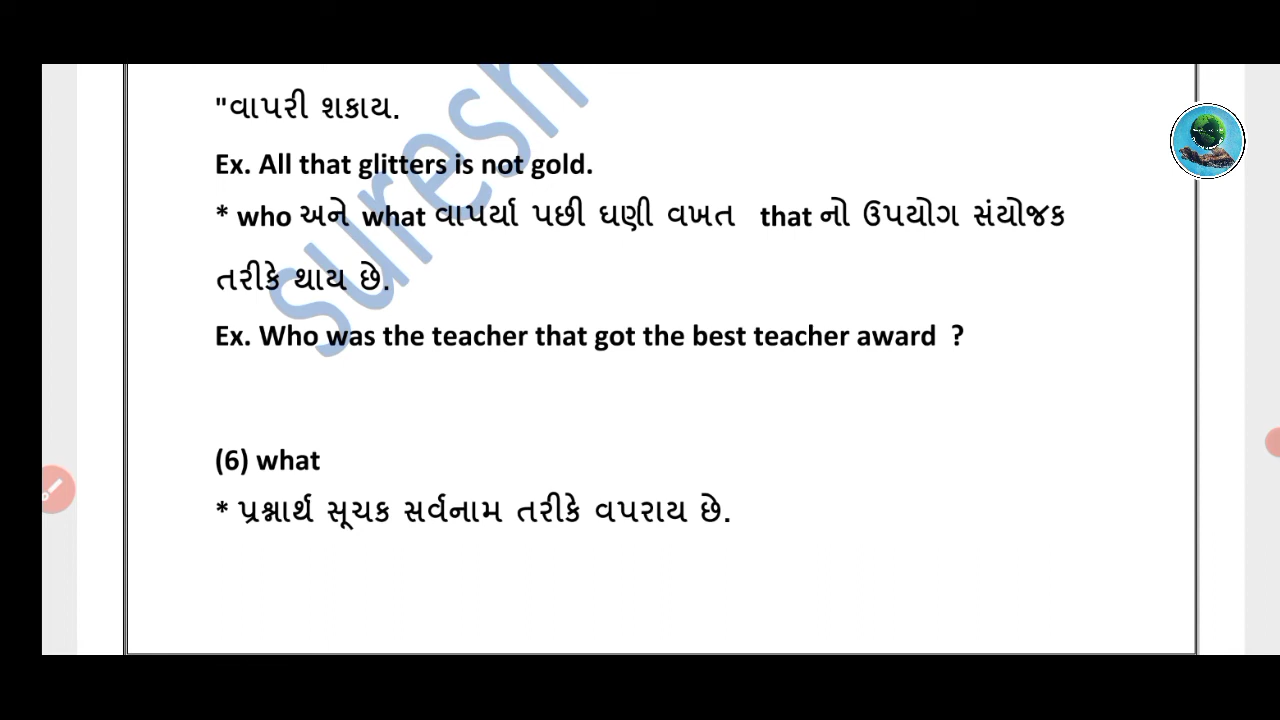 "વાપરી શકાય.
Ex. All that glitters is not gold.
* who અને what વાપર્યા પછી ઘણી વખત that નો ઉપયોગ સંયોજક
તરીકે થાય છે.
Ex. Who was the teacher that got the best teacher award ?
(6) what
* પ્રશ્નાર્થ સૂચક સર્વનામ તરીકે વપરાય છે.
suresh